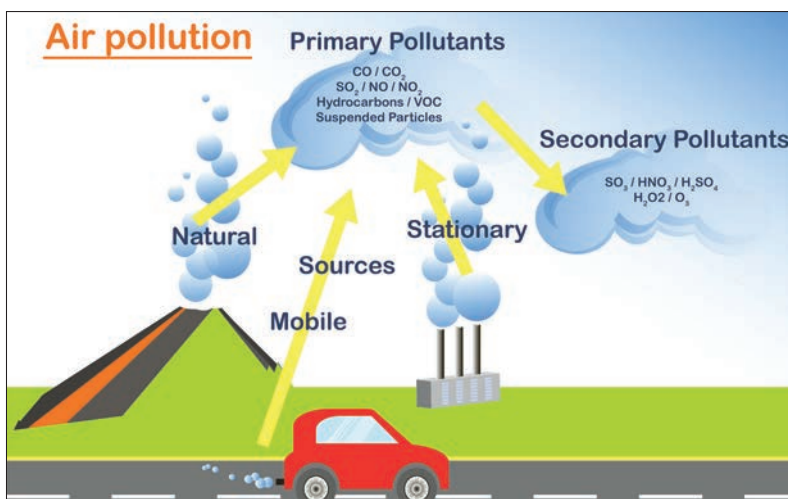 Air pollution
Primary Pollutants
CO / CO₂
SO₂ / NO / NO₂
Hydrocarbons / VOC
Suspended Particles
Secondary Pollutants
SO₃ / HNO₃ / H₂SO₄
H₂O2 / O₃
Natural
Stationary
Sources
Mobile